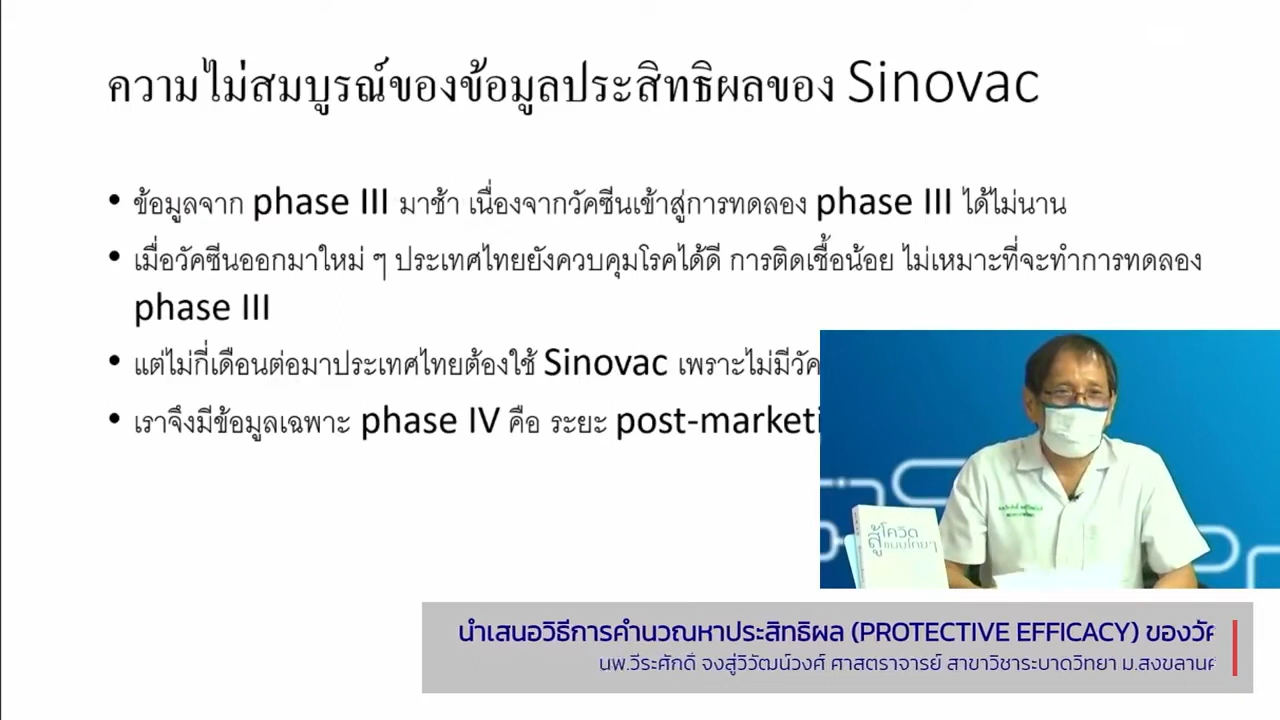 ความไม่สมบูรณ์ของข้อมูลประสิทธิผลของ Sinovac
• ข้อมูลจาก phase III มาช้า เนื่องจากวัคซีนเข้าสู่การทดลอง phase III ได้ไม่นาน
• เมื่อวัคซีนออกมาใหม่ ๆ ประเทศไทยยังควบคุมโรคได้ดี การติดเชื้อน้อย ไม่เหมาะที่จะทำการทดลอง
phase III
• แต่ไม่กี่เดือนต่อมาประเทศไทยต้องใช้ Sinovac เพราะไม่มีวัค
• เราจึงมีข้อมูลเฉพาะ phase IV คือ ระยะ post-marketi
สู้โควิด
แบบไทยๆ
นำเสนอวิธีการคำนวณหาประสิทธิผล (PROTECTIVE EFFICACY) ของวั
นพ.วีระศักดิ์ จงสู่วิวัฒน์วงศ์ ศาสตราจารย์ สาขาวิชาระบาดวิทยา ม.สงขลาน